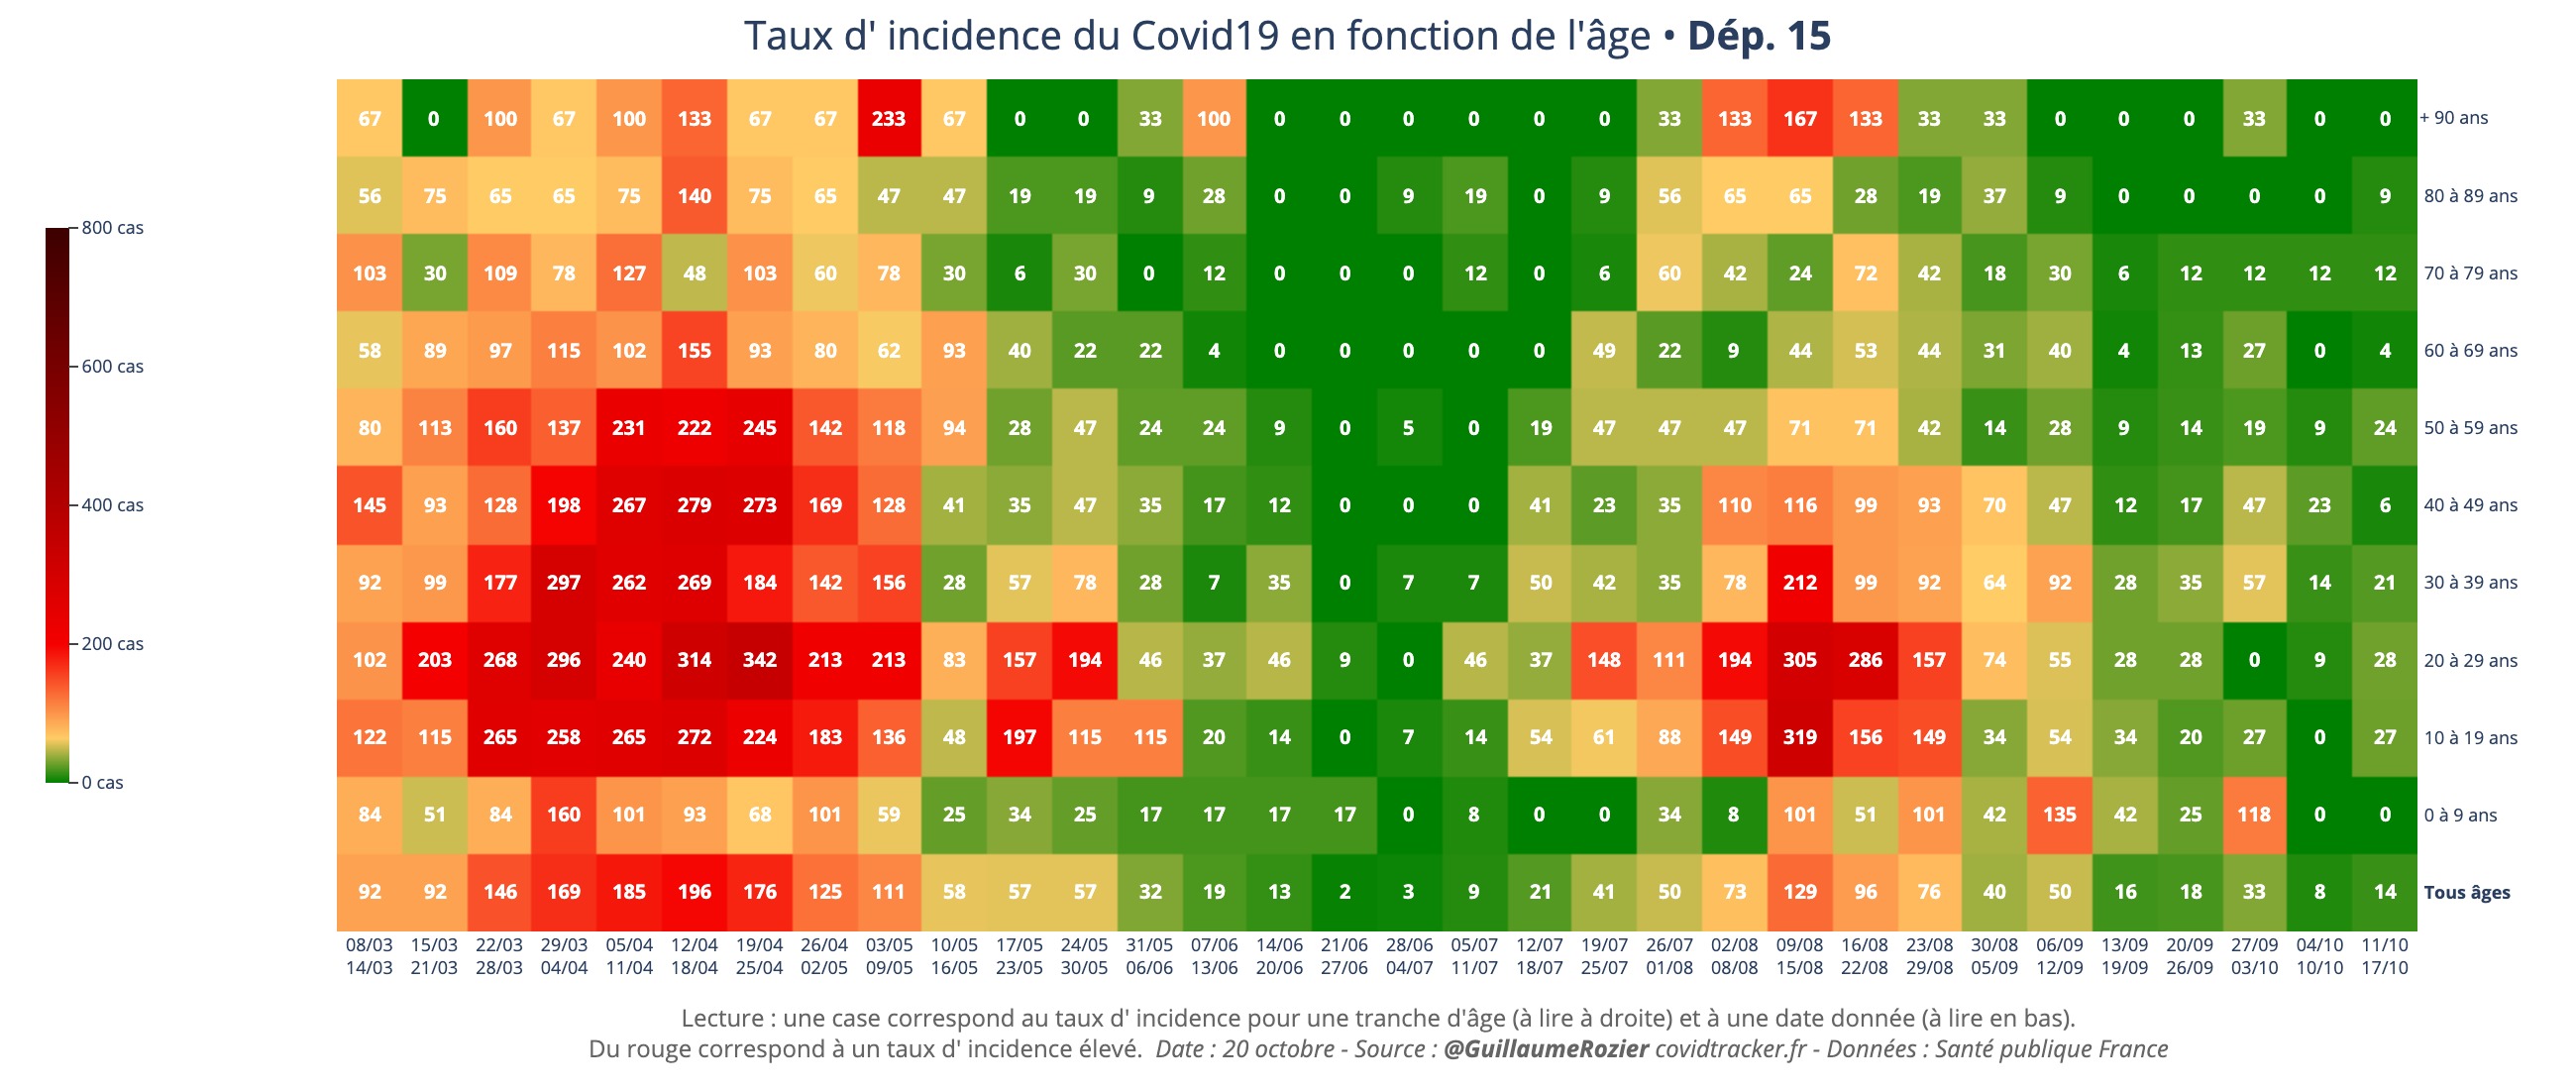 Taux d' incidence du Covid19 en fonction de l'âge • Dép. 15
800 cas
600 cas
400 cas
200 cas
0 cas
67 0 100 67 100 133 67 67 233 67 0 0 33 100 0 0 0 0 0 0 33 133 167 133 33 33 0 0 0 33 0 0 + 90 ans
56 75 65 65 75 140 75 65 47 47 19 19 9 28 0 0 9 19 0 9 56 65 65 28 19 37 9 0 0 0 0 9 80 à 89 ans
103 30 109 78 127 48 103 60 78 30 6 30 0 12 0 0 0 12 0 6 60 42 24 72 42 18 30 6 12 12 12 12 70 à 79 ans
58 89 97 115 102 155 93 80 62 93 40 22 22 4 0 0 0 0 0 49 22 9 44 53 44 31 40 4 13 27 0 4 60 à 69 ans
80 113 160 137 231 222 245 142 118 94 28 47 24 24 9 0 5 0 19 47 47 47 71 71 42 14 28 9 14 19 9 24 50 à 59 ans
145 93 128 198 267 279 273 169 128 41 35 47 35 17 12 0 0 0 41 23 35 110 116 99 93 70 47 12 17 47 23 6 40 à 49 ans
92 99 177 297 262 269 184 142 156 28 57 78 28 7 35 0 7 7 50 42 35 78 212 99 92 64 92 28 35 57 14 21 30 à 39 ans
102 203 268 296 240 314 342 213 213 83 157 194 46 37 46 9 0 46 37 148 111 194 305 286 157 74 55 28 28 0 9 28 20 à 29 ans
122 115 265 258 265 272 224 183 136 48 197 115 115 20 14 0 7 14 54 61 88 149 319 156 149 34 54 34 20 27 0 27 10 à 19 ans
84 51 84 160 101 93 68 101 59 25 34 25 17 17 17 17 0 8 0 0 34 8 101 51 101 42 135 42 25 118 0 0 0 à 9 ans
92 92 146 169 185 196 176 125 111 58 57 57 32 19 13 2 3 9 21 41 50 73 129 96 76 40 50 16 18 33 8 14 Tous âges
08/03 15/03 22/03 29/03 05/04 12/04 19/04 26/04 03/05 10/05 17/05 24/05 31/05 07/06 14/06 21/06 28/06 05/07 12/07 19/07 26/07 02/08 09/08 16/08 23/08 30/08 06/09 13/09 20/09 27/09 04/10 11/10
14/03 21/03 28/03 04/04 11/04 18/04 25/04 02/05 09/05 16/05 23/05 30/05 06/06 13/06 20/06 27/06 04/07 11/07 18/07 25/07 01/08 08/08 15/08 22/08 29/08 05/09 12/09 19/09 26/09 03/10 10/10 17/10
Lecture : une case correspond au taux d' incidence pour une tranche d'âge (à lire à droite) et à une date donnée (à lire en bas).
Du rouge correspond à un taux d' incidence élevé. Date : 20 octobre - Source : @GuillaumeRozier covidtracker.fr - Données : Santé publique France